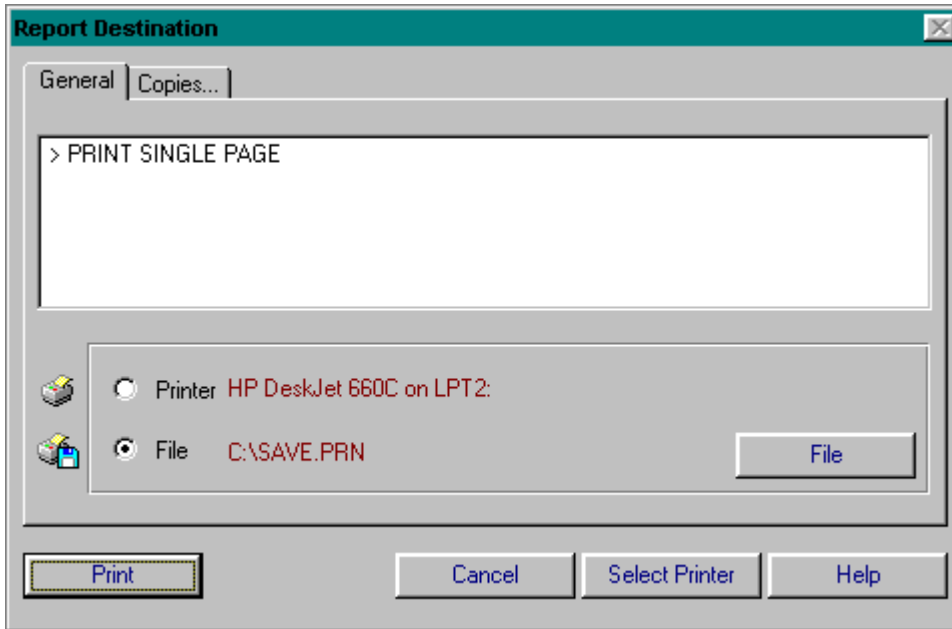 Report Destination
General Copies...
> PRINT SINGLE PAGE
Printer HP DeskJet 660C on LPT2:
File C:\SAVE.PRN File
Print Cancel Select Printer Help